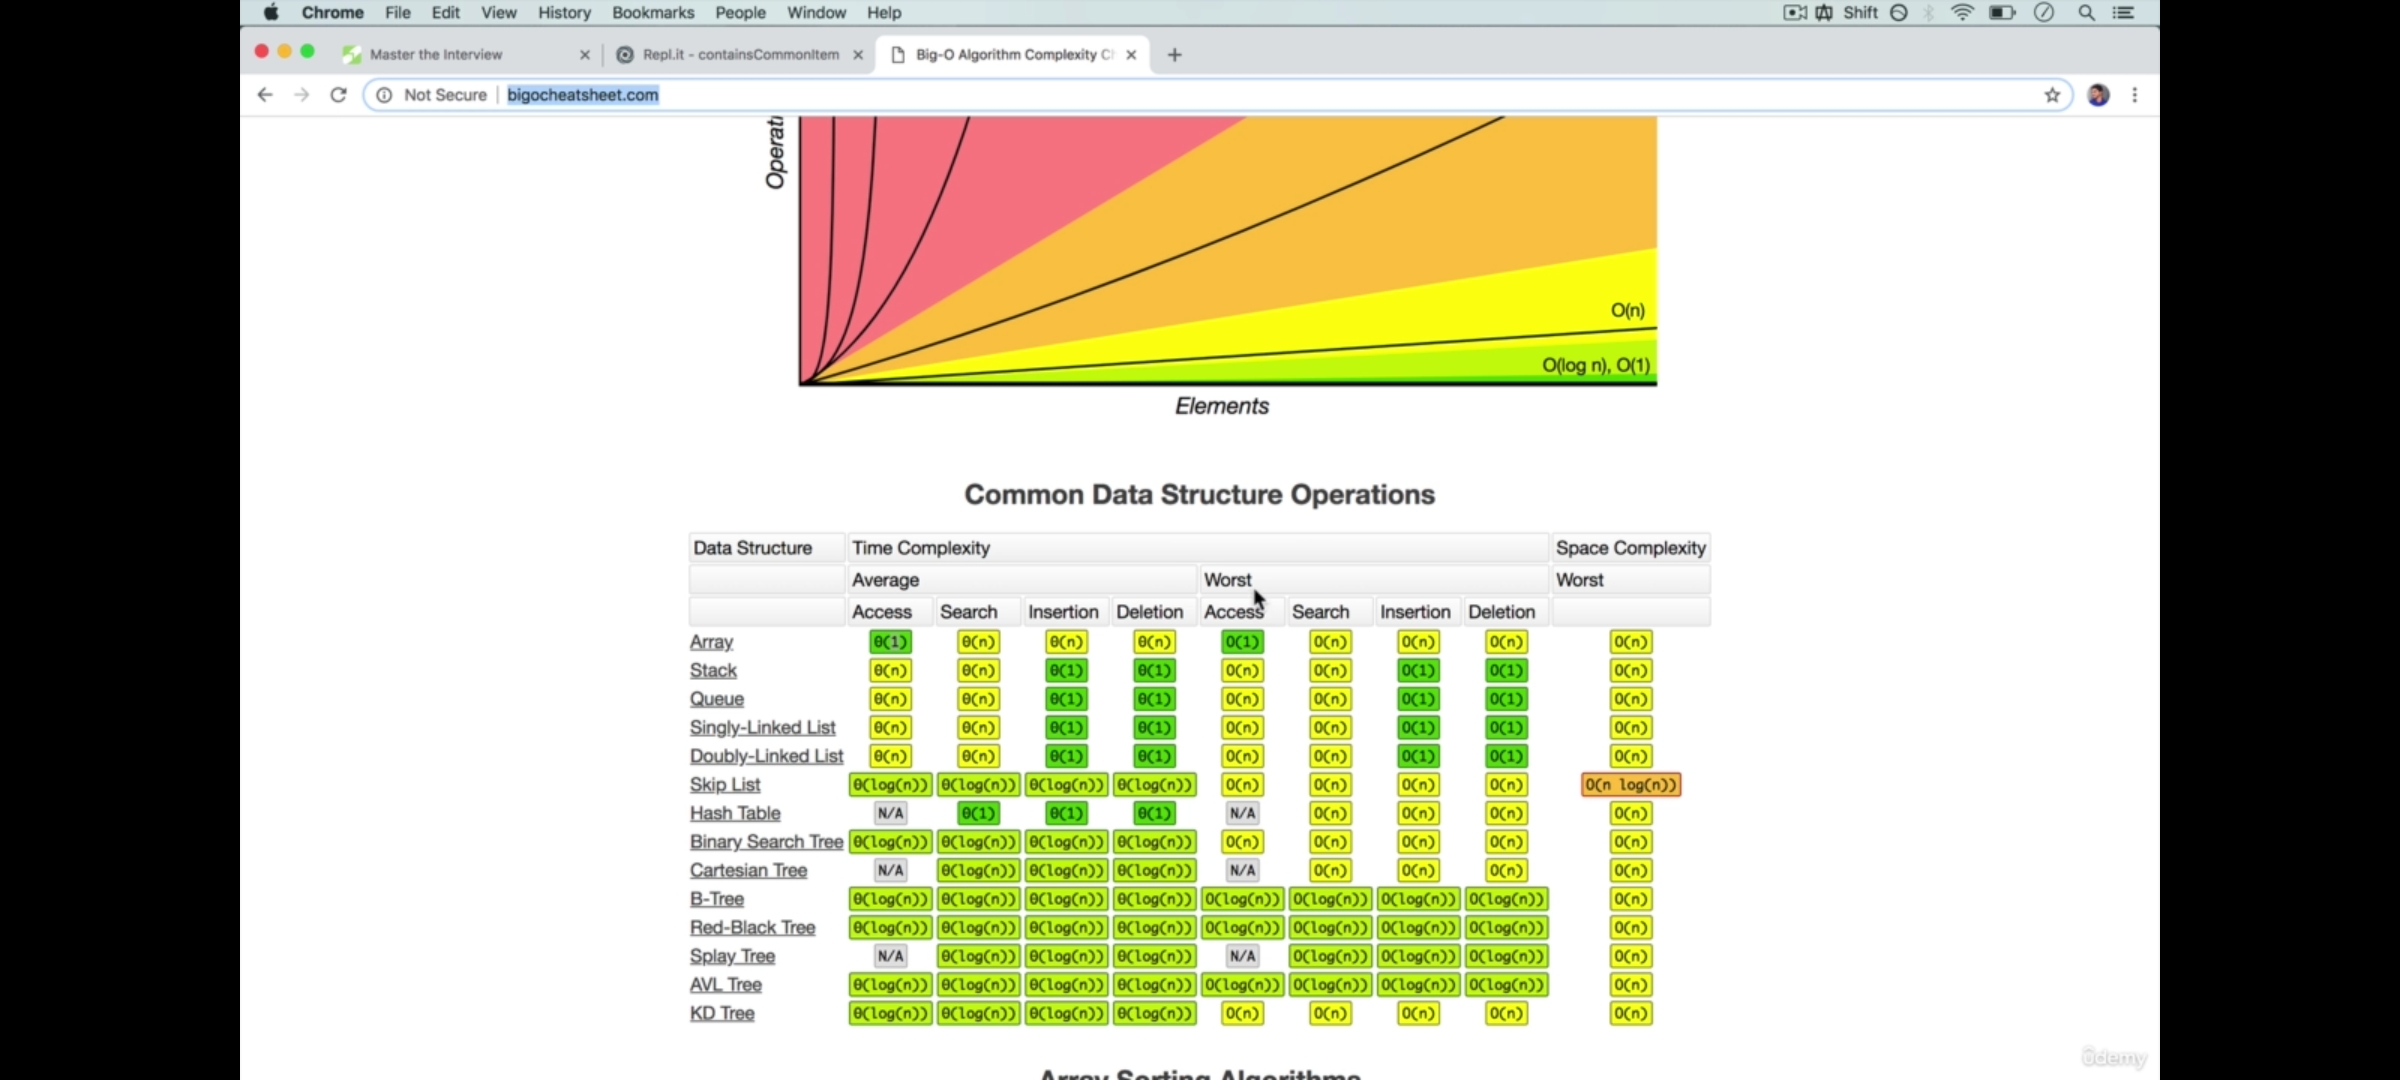 Chrome File Edit View History Bookmarks People Window Help Shift
Master the Interview Repl.it - containsCommonItem Big-O Algorithm Complexity
Not Secure bigocheatsheet.com
Operati
O(n)
O(log n), O(1)
Elements
Common Data Structure Operations
Data Structure Time Complexity Space Complexity
Average Worst Worst
Access Search Insertion Deletion Access Search Insertion Deletion
Array Θ(1) Θ(n) Θ(n) Θ(n) O(1) O(n) O(n) O(n) O(n)
Stack Θ(n) Θ(n) Θ(1) Θ(1) O(n) O(n) O(1) O(1) O(n)
Queue Θ(n) Θ(n) Θ(1) Θ(1) O(n) O(n) O(1) O(1) O(n)
Singly-Linked List Θ(n) Θ(n) Θ(1) Θ(1) O(n) O(n) O(1) O(1) O(n)
Doubly-Linked List Θ(n) Θ(n) Θ(1) Θ(1) O(n) O(n) O(1) O(1) O(n)
Skip List Θ(log(n)) Θ(log(n)) Θ(log(n)) Θ(log(n)) O(n) O(n) O(n) O(n) O(n log(n))
Hash Table N/A Θ(1) Θ(1) Θ(1) N/A O(n) O(n) O(n) O(n)
Binary Search Tree Θ(log(n)) Θ(log(n)) Θ(log(n)) Θ(log(n)) O(n) O(n) O(n) O(n) O(n)
Cartesian Tree N/A Θ(log(n)) Θ(log(n)) Θ(log(n)) N/A O(n) O(n) O(n) O(n)
B-Tree Θ(log(n)) Θ(log(n)) Θ(log(n)) Θ(log(n)) O(log(n)) O(log(n)) O(log(n)) O(log(n)) O(n)
Red-Black Tree Θ(log(n)) Θ(log(n)) Θ(log(n)) Θ(log(n)) O(log(n)) O(log(n)) O(log(n)) O(log(n)) O(n)
Splay Tree N/A Θ(log(n)) Θ(log(n)) Θ(log(n)) N/A O(log(n)) O(log(n)) O(log(n)) O(n)
AVL Tree Θ(log(n)) Θ(log(n)) Θ(log(n)) Θ(log(n)) O(log(n)) O(log(n)) O(log(n)) O(log(n)) O(n)
KD Tree Θ(log(n)) Θ(log(n)) Θ(log(n)) Θ(log(n)) O(n) O(n) O(n) O(n) O(n)
Array Sorting Algorithms
ûdemy